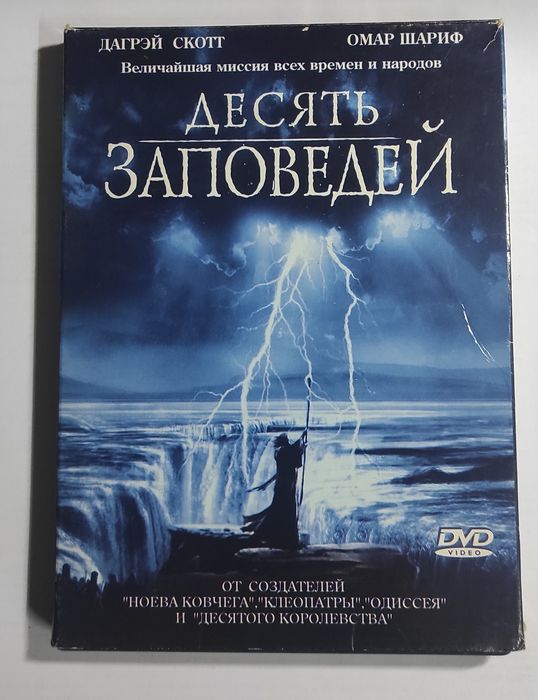 ДАГРЭЙ СКОТТ ОМАР ШАРИФ
Величайшая миссия всех времен и народов
ДЕСЯТЬ
ЗАПОВЕДЕЙ
DVD
VIDEO
ОТ СОЗДАТЕЛЕЙ
"НОЕВА КОВЧЕГА","КЛЕОПАТРЫ","ОДИССЕЯ"
И "ДЕСЯТОГО КОРОЛЕВСТВА"